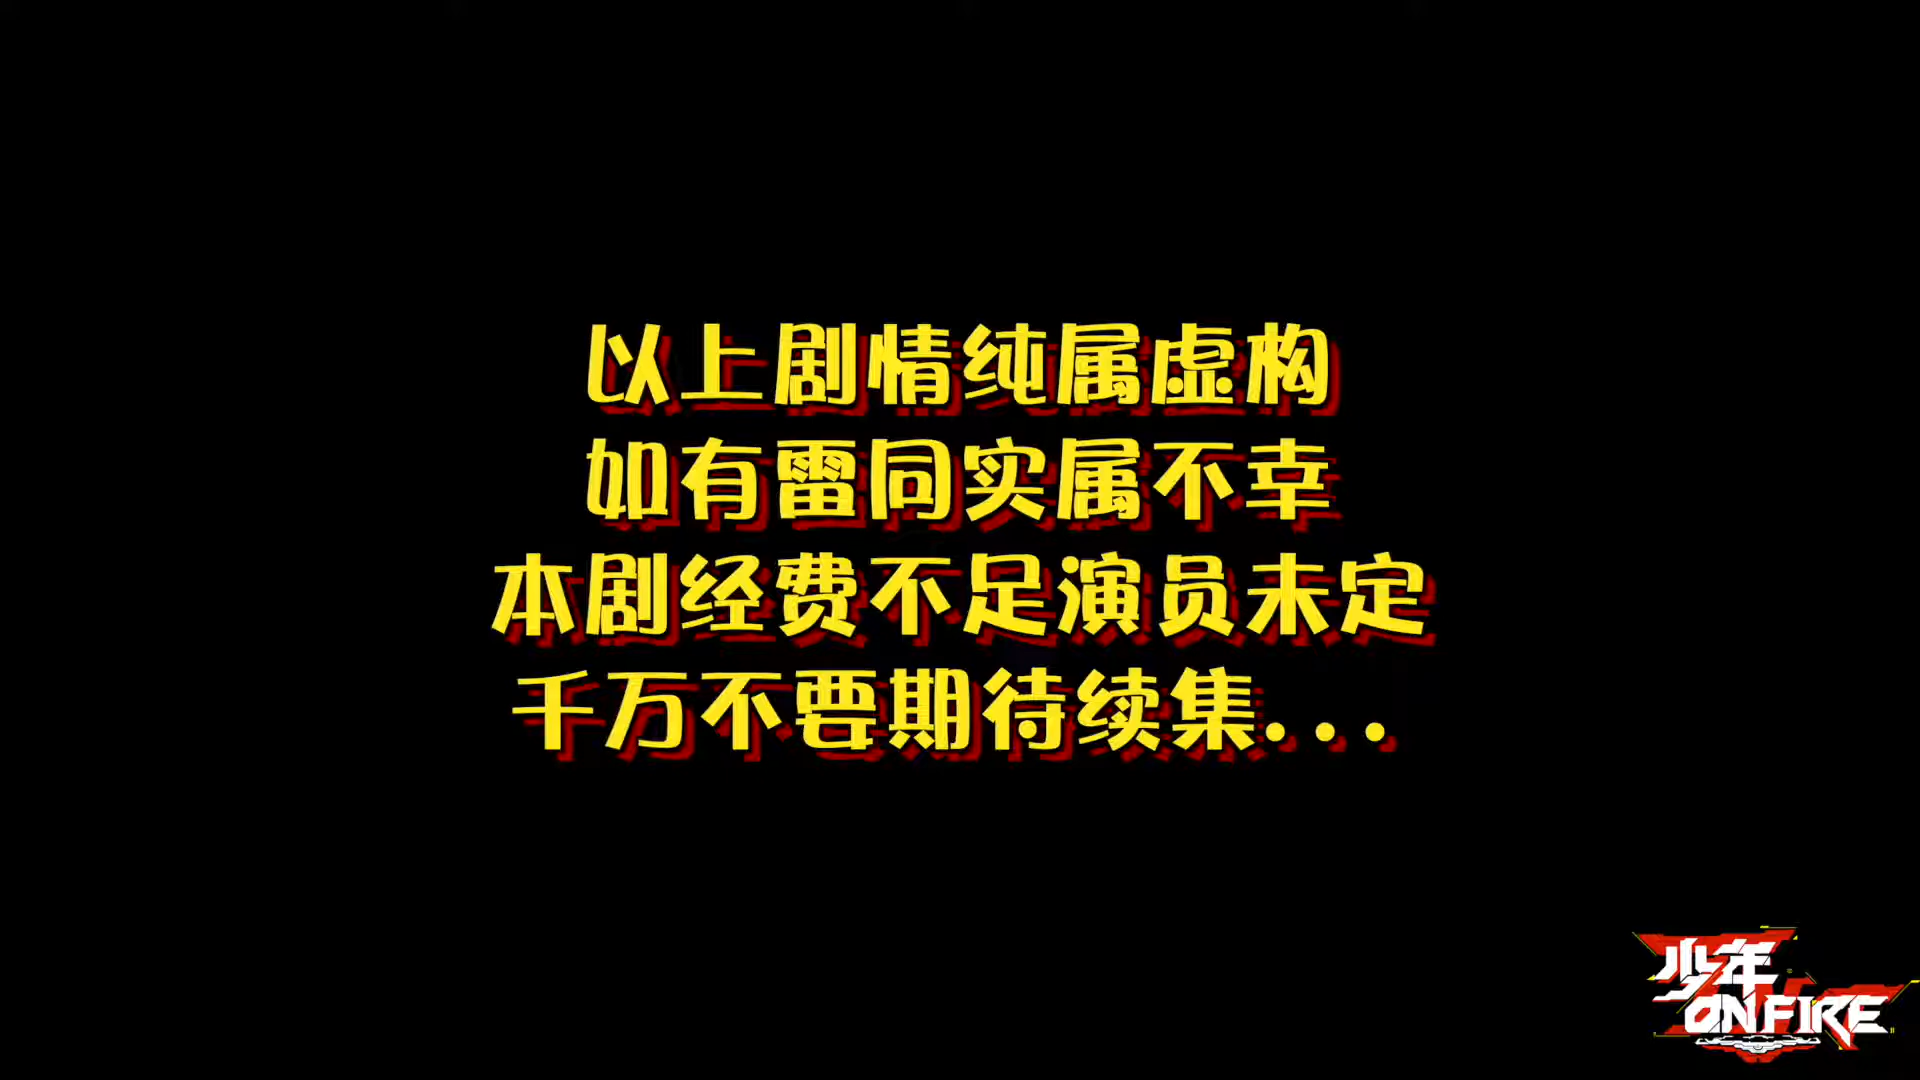 以上剧情纯属虚构
如有雷同实属不幸
本剧经费不足演员未定
千万不要期待续集...
少年
ON FIRE